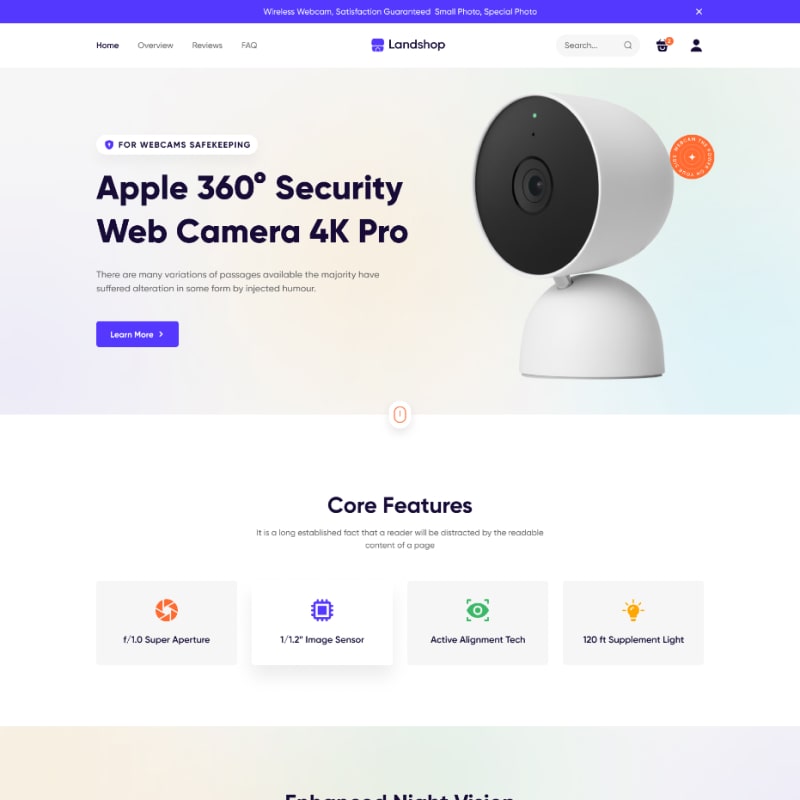 Wireless Webcam, Satisfaction Guaranteed  Small Photo, Special Photo
Home
Overview
Reviews
FAQ
Landshop
Search...
FOR WEBCAMS SAFEKEEPING
Apple 360° Security
Web Camera 4K Pro
There are many variations of passages available the majority have
suffered alteration in some form by injected humour.
Learn More
Core Features
It is a long established fact that a reader will be distracted by the readable
content of a page
f/1.0 Super Aperture
1/1.2" Image Sensor
Active Alignment Tech
120 ft Supplement Light
Enhanced Night Vision